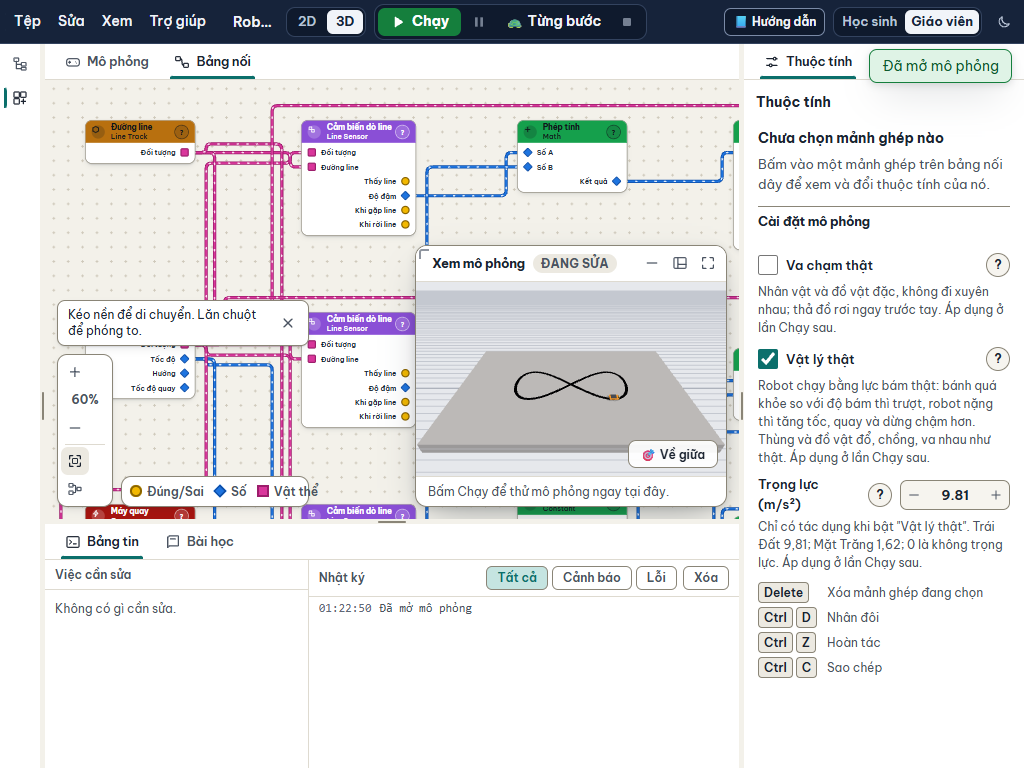 Tệp Sửa Xem Trợ giúp Rob... 2D 3D Chạy Từng bước Hướng dẫn Học sinh Giáo viên
Mô phỏng Bảng nối
Thuộc tính
Đã mở mô phỏng
Đường line
Line Track
?
Đối tượng
Cảm biến dò line
Line Sensor
?
Đối tượng
Đường line
Thấy line
Độ đậm
Khi gặp line
Khi rời line
Phép tính
Math
?
Số A
Số B
Kết quả
Kéo nền để di chuyển. Lăn chuột
để phóng to.
Tốc độ
Hướng
Tốc độ quay
Cảm biến dò line
Line Sensor
?
Đối tượng
Đường line
Thấy line
Độ đậm
Khi gặp line
Khi rời line
60%
Đúng/Sai Số Vật thể
Máy quay
Cảm biến dò line
Constant
Xem mô phỏng ĐANG SỬA
Về giữa
Bấm Chạy để thử mô phỏng ngay tại đây.
Bảng tin Bài học
Việc cần sửa
Không có gì cần sửa.
Nhật ký Tất cả Cảnh báo Lỗi Xóa
01:22:50 Đã mở mô phỏng
Thuộc tính
Chưa chọn mảnh ghép nào
Bấm vào một mảnh ghép trên bảng nối
dây để xem và đổi thuộc tính của nó.
Cài đặt mô phỏng
Va chạm thật ?
Nhân vật và đồ vật đặc, không đi xuyên
nhau; thả đồ rơi ngay trước tay. Áp dụng ở
lần Chạy sau.
Vật lý thật ?
Robot chạy bằng lực bám thật: bánh quá
khỏe so với độ bám thì trượt, robot nặng
thì tăng tốc, quay và dừng chậm hơn.
Thùng và đồ vật đổ, chồng, va nhau như
thật. Áp dụng ở lần Chạy sau.
Trọng lực
(m/s²)
? − 9.81 +
Chỉ có tác dụng khi bật "Vật lý thật". Trái
Đất 9,81; Mặt Trăng 1,62; 0 là không trọng
lực. Áp dụng ở lần Chạy sau.
Delete Xóa mảnh ghép đang chọn
Ctrl D Nhân đôi
Ctrl Z Hoàn tác
Ctrl C Sao chép